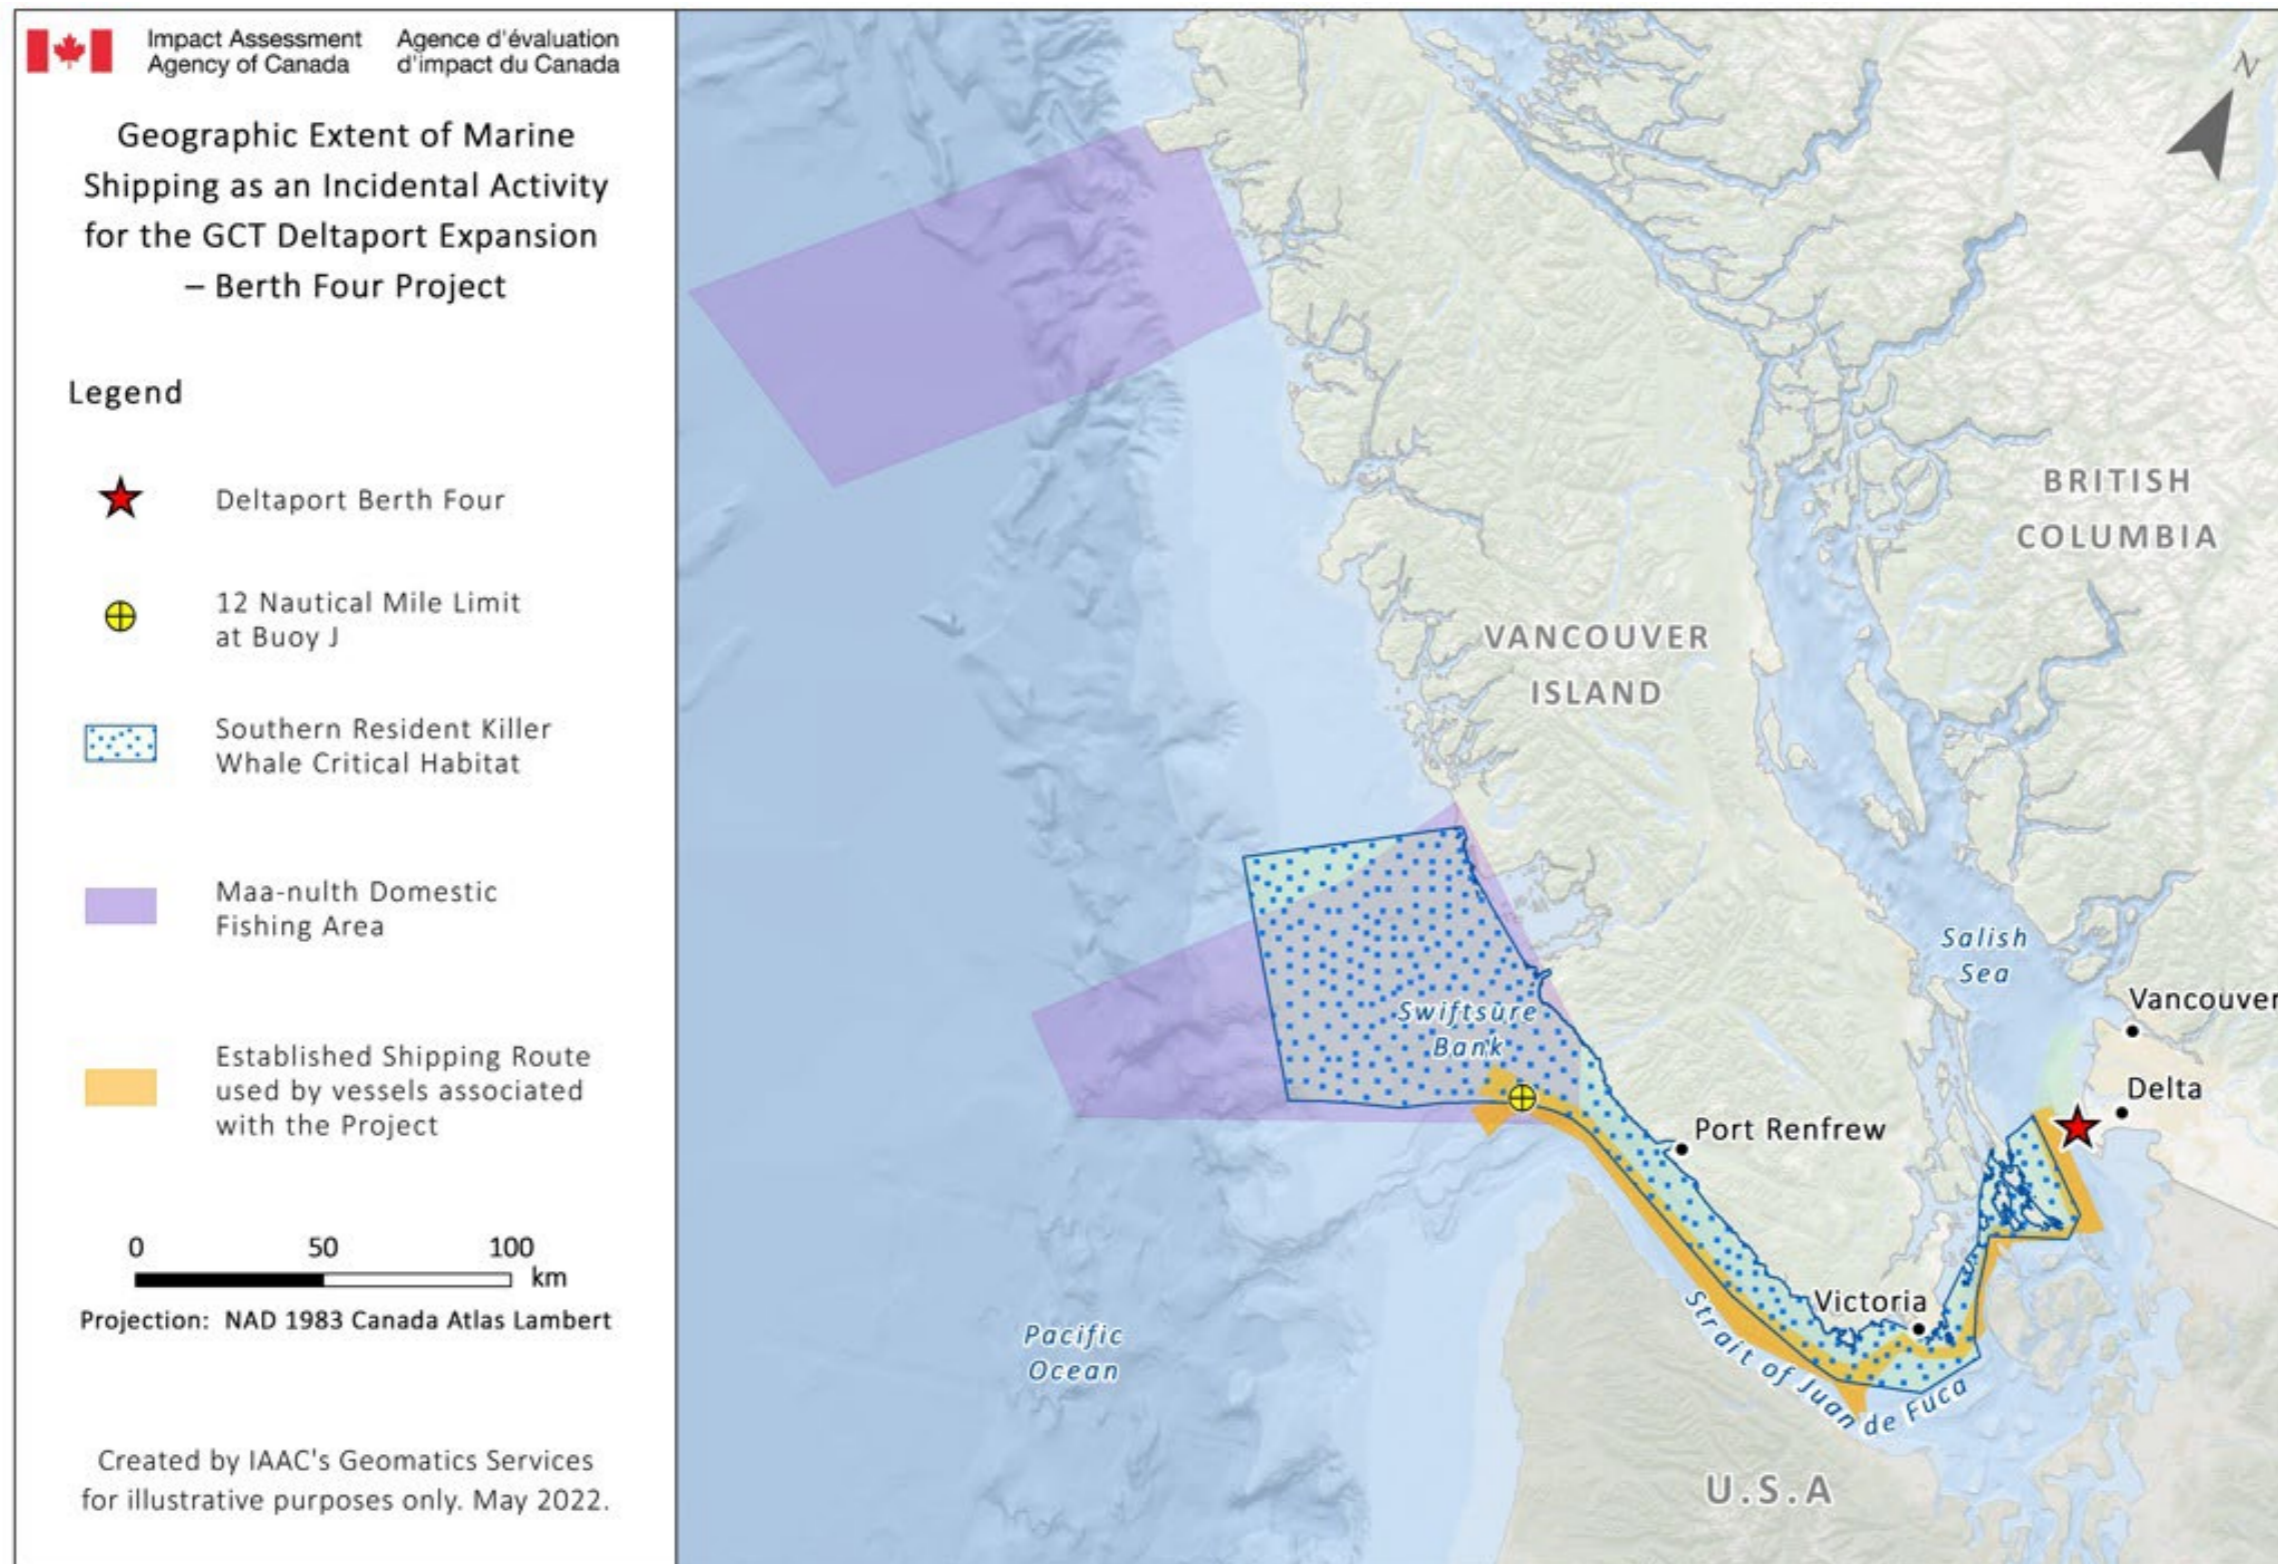 Impact Assessment
Agency of Canada
Agence d'évaluation
d'impact du Canada
Geographic Extent of Marine
Shipping as an Incidental Activity
for the GCT Deltaport Expansion
– Berth Four Project
Legend
Deltaport Berth Four
12 Nautical Mile Limit
at Buoy J
Southern Resident Killer
Whale Critical Habitat
Maa-nulth Domestic
Fishing Area
Established Shipping Route
used by vessels associated
with the Project
0 50 100
km
Projection: NAD 1983 Canada Atlas Lambert
Created by IAAC's Geomatics Services
for illustrative purposes only. May 2022.
N
BRITISH
COLUMBIA
VANCOUVER
ISLAND
Salish
Sea
Vancouver
Delta
Swiftsure
Bank
Port Renfrew
Victoria
Strait of Juan de Fuca
Pacific
Ocean
U.S.A